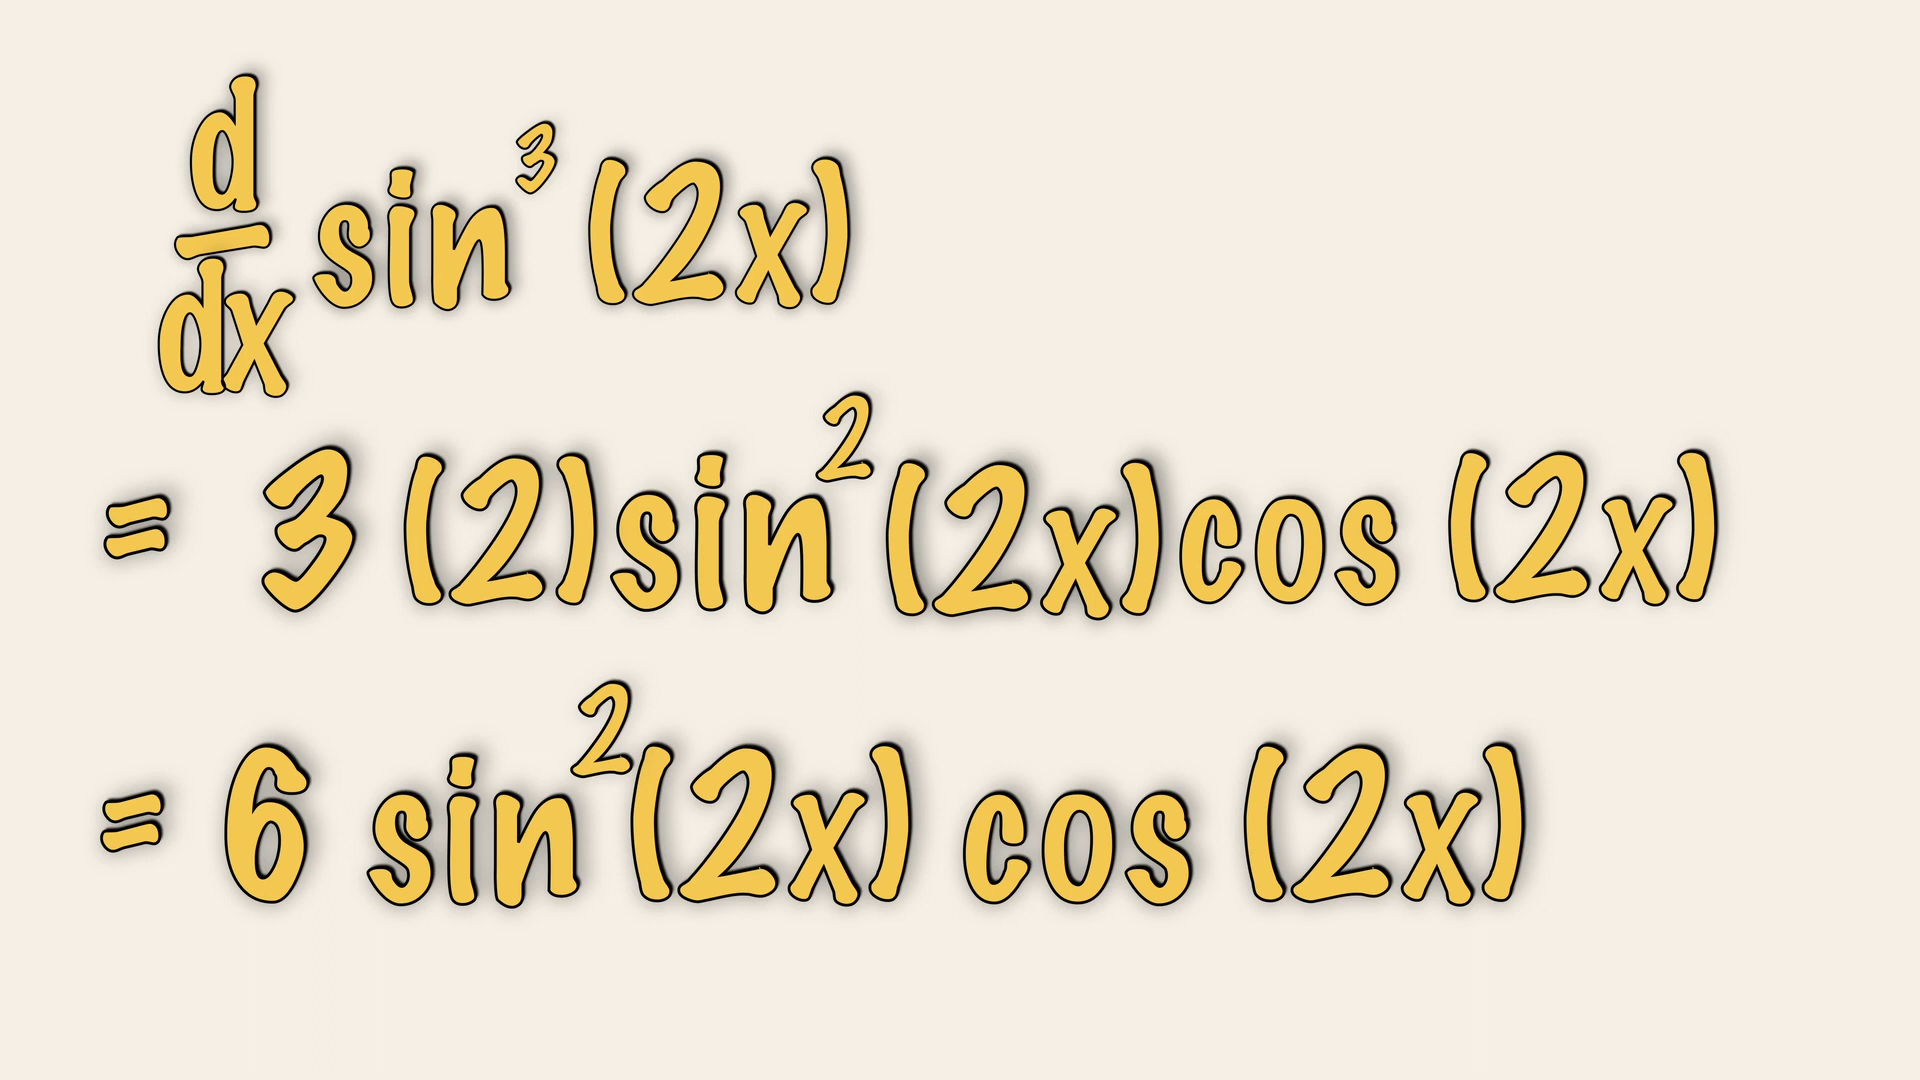 d/dx sin³ (2x)
= 3 (2)sin²(2x)cos (2x)
= 6 sin²(2x) cos (2x)